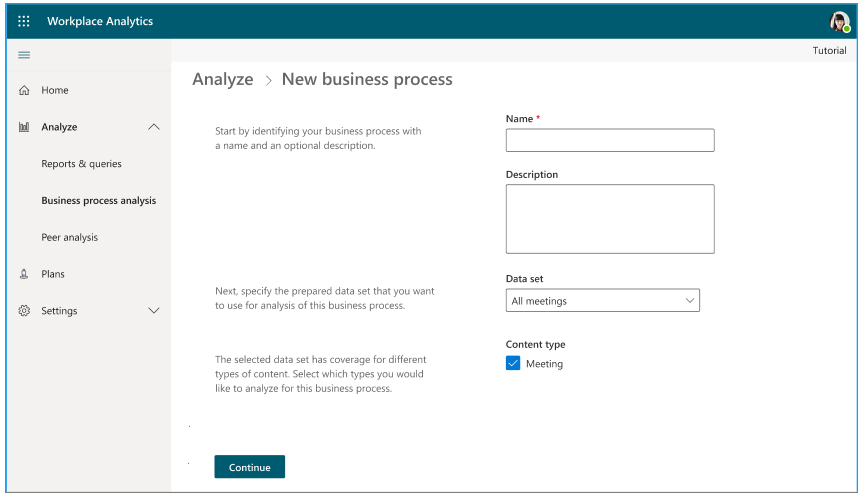 Workplace Analytics
Tutorial
Home
Analyze
Reports & queries
Business process analysis
Peer analysis
Plans
Settings
Analyze > New business process
Start by identifying your business process with
a name and an optional description.
Name *
Description
Next, specify the prepared data set that you want
to use for analysis of this business process.
Data set
All meetings
The selected data set has coverage for different
types of content. Select which types you would
like to analyze for this business process.
Content type
Meeting
Continue